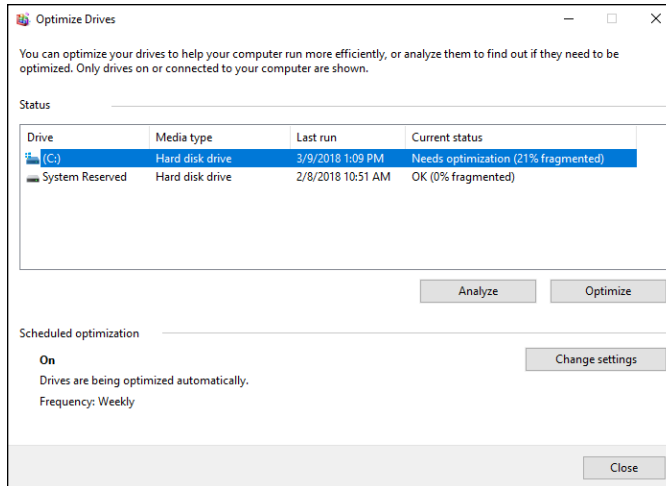 Optimize Drives
You can optimize your drives to help your computer run more efficiently, or analyze them to find out if they need to be
optimized. Only drives on or connected to your computer are shown.
Status
Drive Media type Last run Current status
(C:) Hard disk drive 3/9/2018 1:09 PM Needs optimization (21% fragmented)
System Reserved Hard disk drive 2/8/2018 10:51 AM OK (0% fragmented)
Analyze Optimize
Scheduled optimization
On
Change settings
Drives are being optimized automatically.
Frequency: Weekly
Close